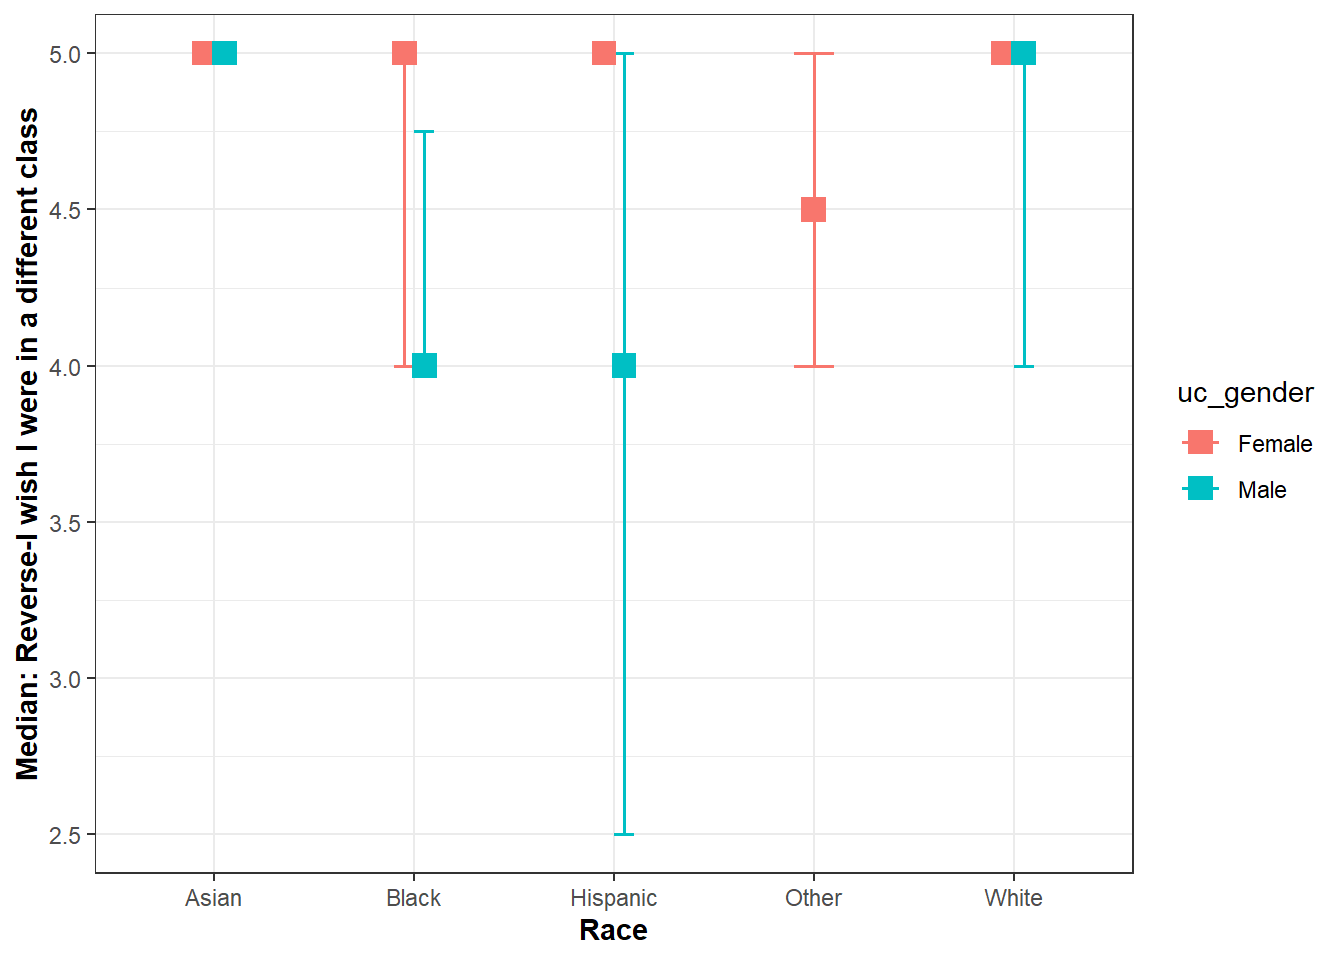 Median: Reverse-I wish I were in a different class
5.0
4.5
4.0
3.5
3.0
2.5
Asian
Black
Hispanic
Other
White
Race
uc_gender
Female
Male